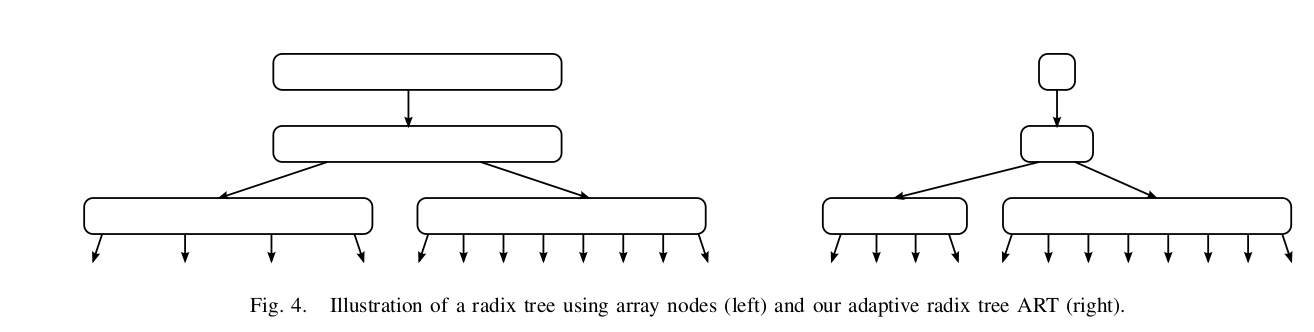 Fig. 4. Illustration of a radix tree using array nodes (left) and our adaptive radix tree ART (right).